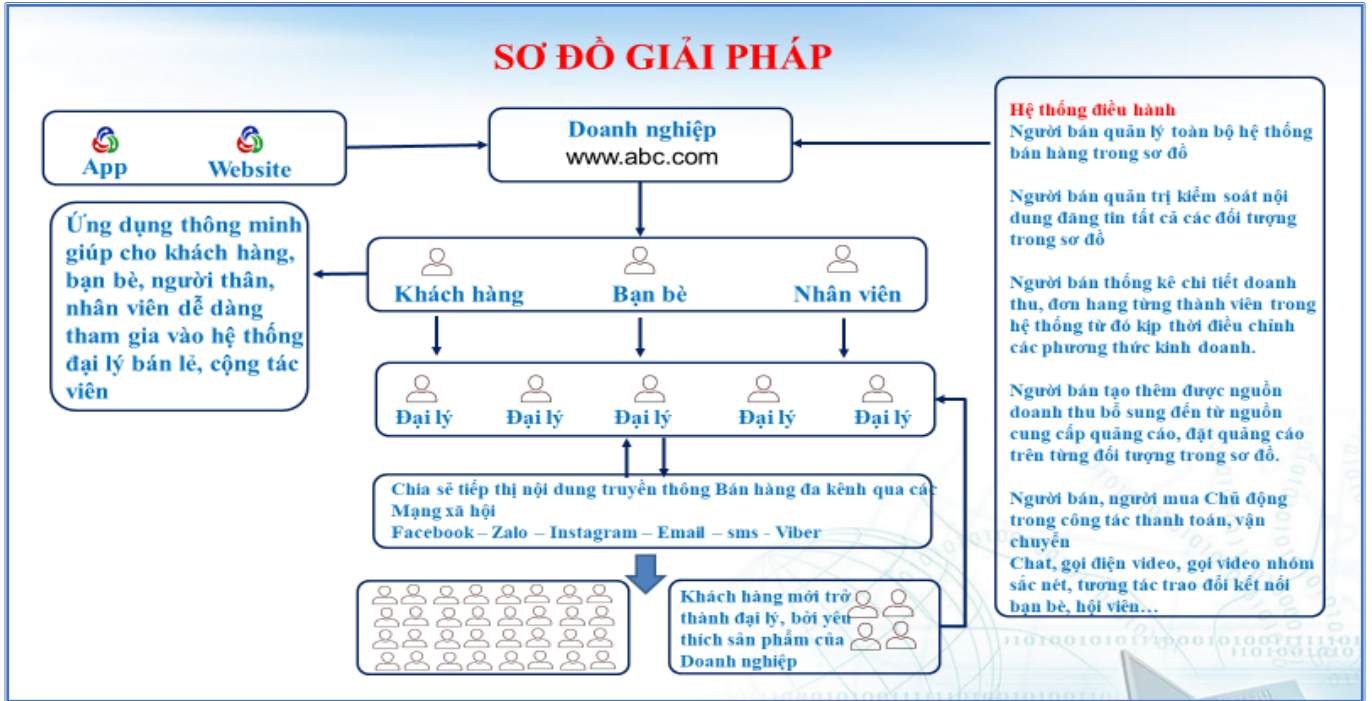 SƠ ĐỒ GIẢI PHÁP
App
Website
Doanh nghiệp
www.abc.com
Ứng dụng thông minh
giúp cho khách hàng,
bạn bè, người thân,
nhân viên dễ dàng
tham gia vào hệ thống
đại lý bán lẻ, cộng tác
viên
Khách hàng
Bạn bè
Nhân viên
Đại lý
Đại lý
Đại lý
Đại lý
Đại lý
Chia sẽ tiếp thị nội dung truyền thông Bán hàng đa kênh qua các
Mạng xã hội
Facebook – Zalo – Instagram – Email – sms - Viber
Khách hàng mới trở
thành đại lý, bởi yêu
thích sản phẩm của
Doanh nghiệp
Hệ thống điều hành
Người bán quản lý toàn bộ hệ thống
bán hàng trong sơ đồ
Người bán quản trị kiểm soát nội
dung đăng tin tất cả các đối tượng
trong sơ đồ
Người bán thống kê chi tiết doanh
thu, đơn hang từng thành viên trong
hệ thống từ đó kịp thời điều chỉnh
các phương thức kinh doanh.
Người bán tạo thêm được nguồn
doanh thu bổ sung đến từ nguồn
cung cấp quảng cáo, đặt quảng cáo
trên từng đối tượng trong sơ đồ.
Người bán, người mua Chủ động
trong công tác thanh toán, vận
chuyển
Chat, gọi điện video, gọi video nhóm
sắc nét, tương tác trao đổi kết nối
bạn bè, hội viên…